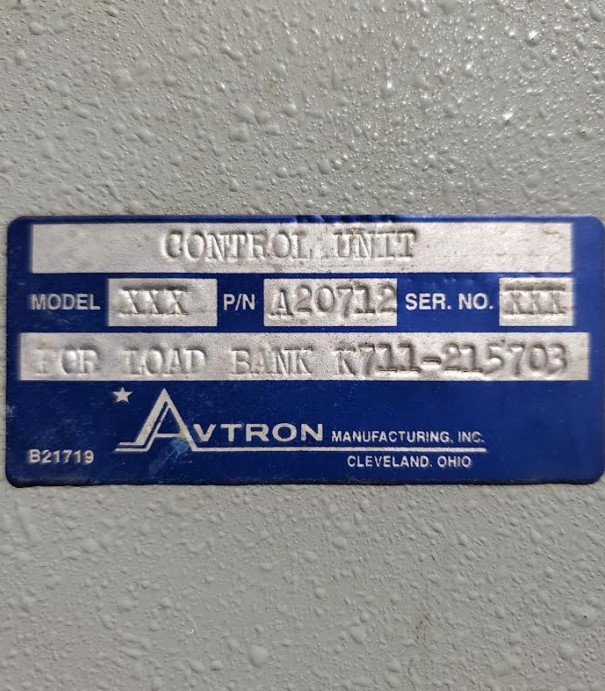 CONTROL UNIT
MODEL XXX P/N A20712 SER. NO. XXX
FOR LOAD BANK K711-215703
AVTRON MANUFACTURING, INC.
B21719 CLEVELAND, OHIO